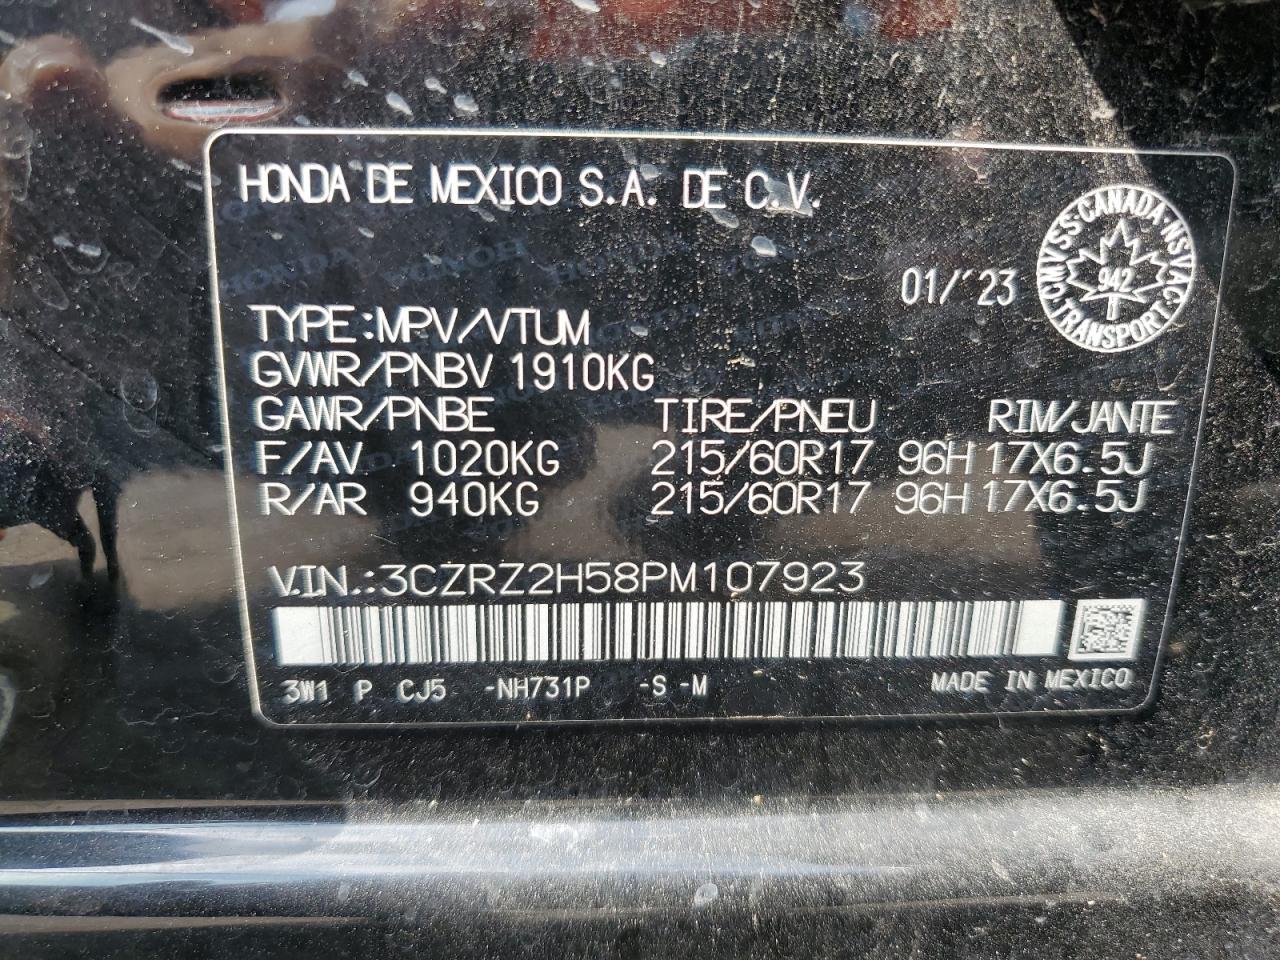 HONDA DE MEXICO S.A. DE C.V.
01/'23
CMVSS·CANADA·NSVAC
942
·TRANSPORT·
TYPE:MPV/VTUM
GVWR/PNBV 1910KG
GAWR/PNBE TIRE/PNEU RIM/JANTE
F/AV 1020KG 215/60R17 96H 17X6.5J
R/AR 940KG 215/60R17 96H 17X6.5J
V.I.N.:3CZRZ2H58PM107923
3W1 P CJ5 -NH731P -S -M MADE IN MEXICO